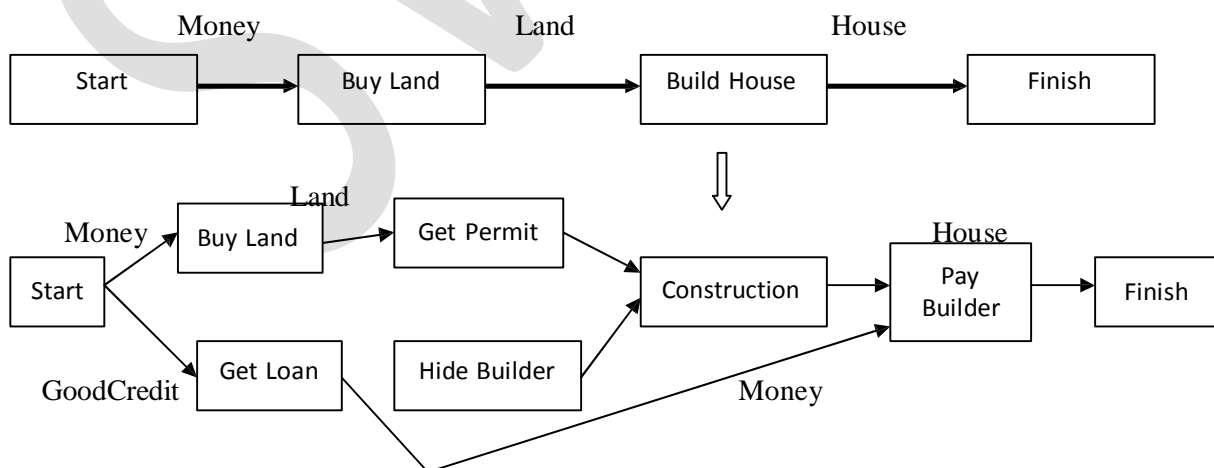 Money
Land
House
Start
Buy Land
Build House
Finish
Land
Money
Buy Land
Get Permit
House
Start
Construction
Pay
Builder
Finish
Get Loan
Hide Builder
GoodCredit
Money